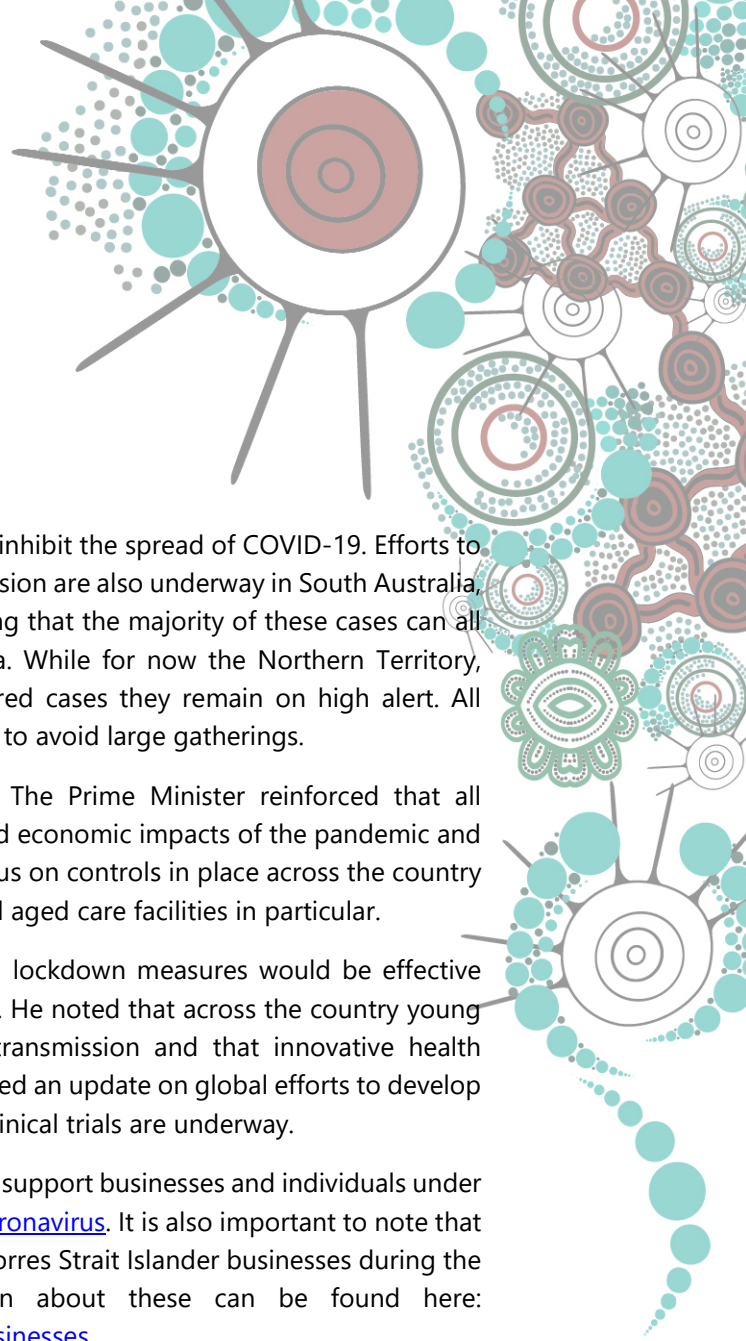 inhibit the spread of COVID-19. Efforts to
sion are also underway in South Australia,
ng that the majority of these cases can all
a. While for now the Northern Territory,
red cases they remain on high alert. All
to avoid large gatherings.
The Prime Minister reinforced that all
d economic impacts of the pandemic and
us on controls in place across the country
d aged care facilities in particular.
lockdown measures would be effective
. He noted that across the country young
transmission and that innovative health
ed an update on global efforts to develop
linical trials are underway.
support businesses and individuals under
ronavirus. It is also important to note that
orres Strait Islander businesses during the
n about these can be found here:
sinesses